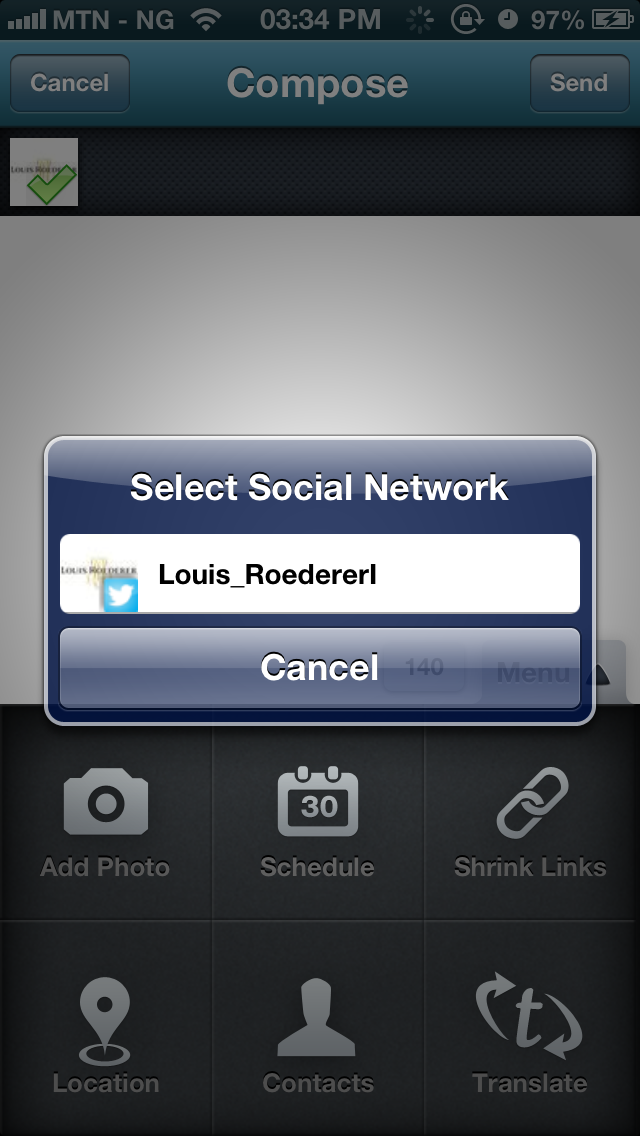 MTN - NG 03:34 PM 97%
Cancel Compose Send
LOUIS ROEDERER
Select Social Network
LOUIS ROEDERER Louis_Roedererl
Cancel
140 Menu
30
Add Photo Schedule Shrink Links
t
Location Contacts Translate